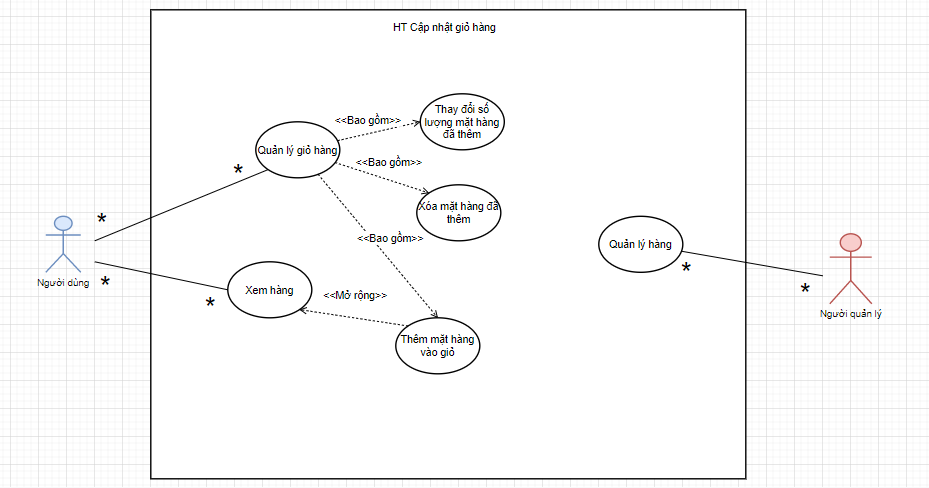 HT Cập nhật giỏ hàng
<<Bao gồm>>
Thay đổi số
lượng mặt hàng
đã thêm
Quản lý giỏ hàng
<<Bao gồm>>
*
Xóa mặt hàng đã
thêm
*
<<Bao gồm>>
Quản lý hàng
*
Người dùng
*
Xem hàng
*
<<Mở rộng>>
*
Người quản lý
Thêm mặt hàng
vào giỏ